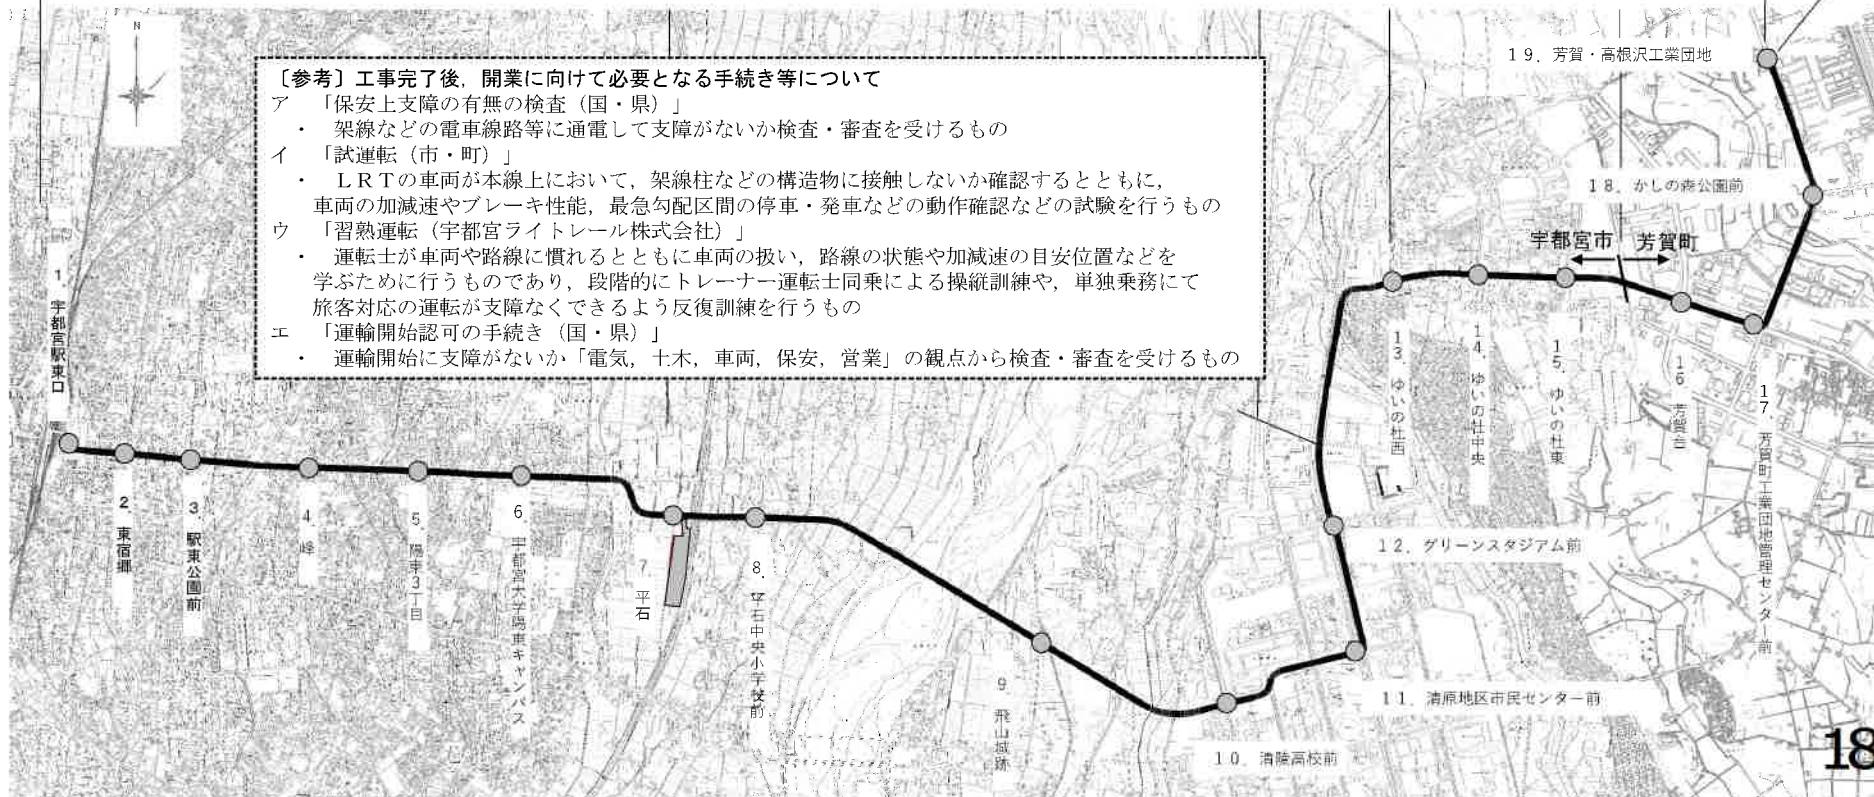 N
〔参考〕工事完了後，開業に向けて必要となる手続き等について
ア　「保安上支障の有無の検査（国・県）」
・　架線などの電車線路等に通電して支障がないか検査・審査を受けるもの
イ　「試運転（市・町）」
・　ＬＲＴの車両が本線上において，架線柱などの構造物に接触しないか確認するとともに，
車両の加減速やブレーキ性能，最急勾配区間の停車・発車などの動作確認などの試験を行うもの
ウ　「習熟運転（宇都宮ライトレール株式会社）」
・　運転士が車両や路線に慣れるとともに車両の扱い，路線の状態や加減速の目安位置などを
学ぶために行うものであり，段階的にトレーナー運転士同乗による操縦訓練や，単独乗務にて
旅客対応の運転が支障なくできるよう反復訓練を行うもの
エ　「運輸開始認可の手続き（国・県）」
・　運輸開始に支障がないか「電気，土木，車両，保安，営業」の観点から検査・審査を受けるもの
１．宇都宮駅東口
２．東宿郷
３．駅東公園前
４．峰
５．陽東３丁目
６．宇都宮大学陽東キャンパス
７．平石
８．平石中央小学校前
９．飛山城跡
１０．清陵高校前
１１．清原地区市民センター前
１２．グリーンスタジアム前
１３．ゆいの杜西
１４．ゆいの杜中央
１５．ゆいの杜東
宇都宮市　芳賀町
１６．芳賀台
１７．芳賀町工業団地管理センター前
１８．かしの森公園前
１９．芳賀・高根沢工業団地
18